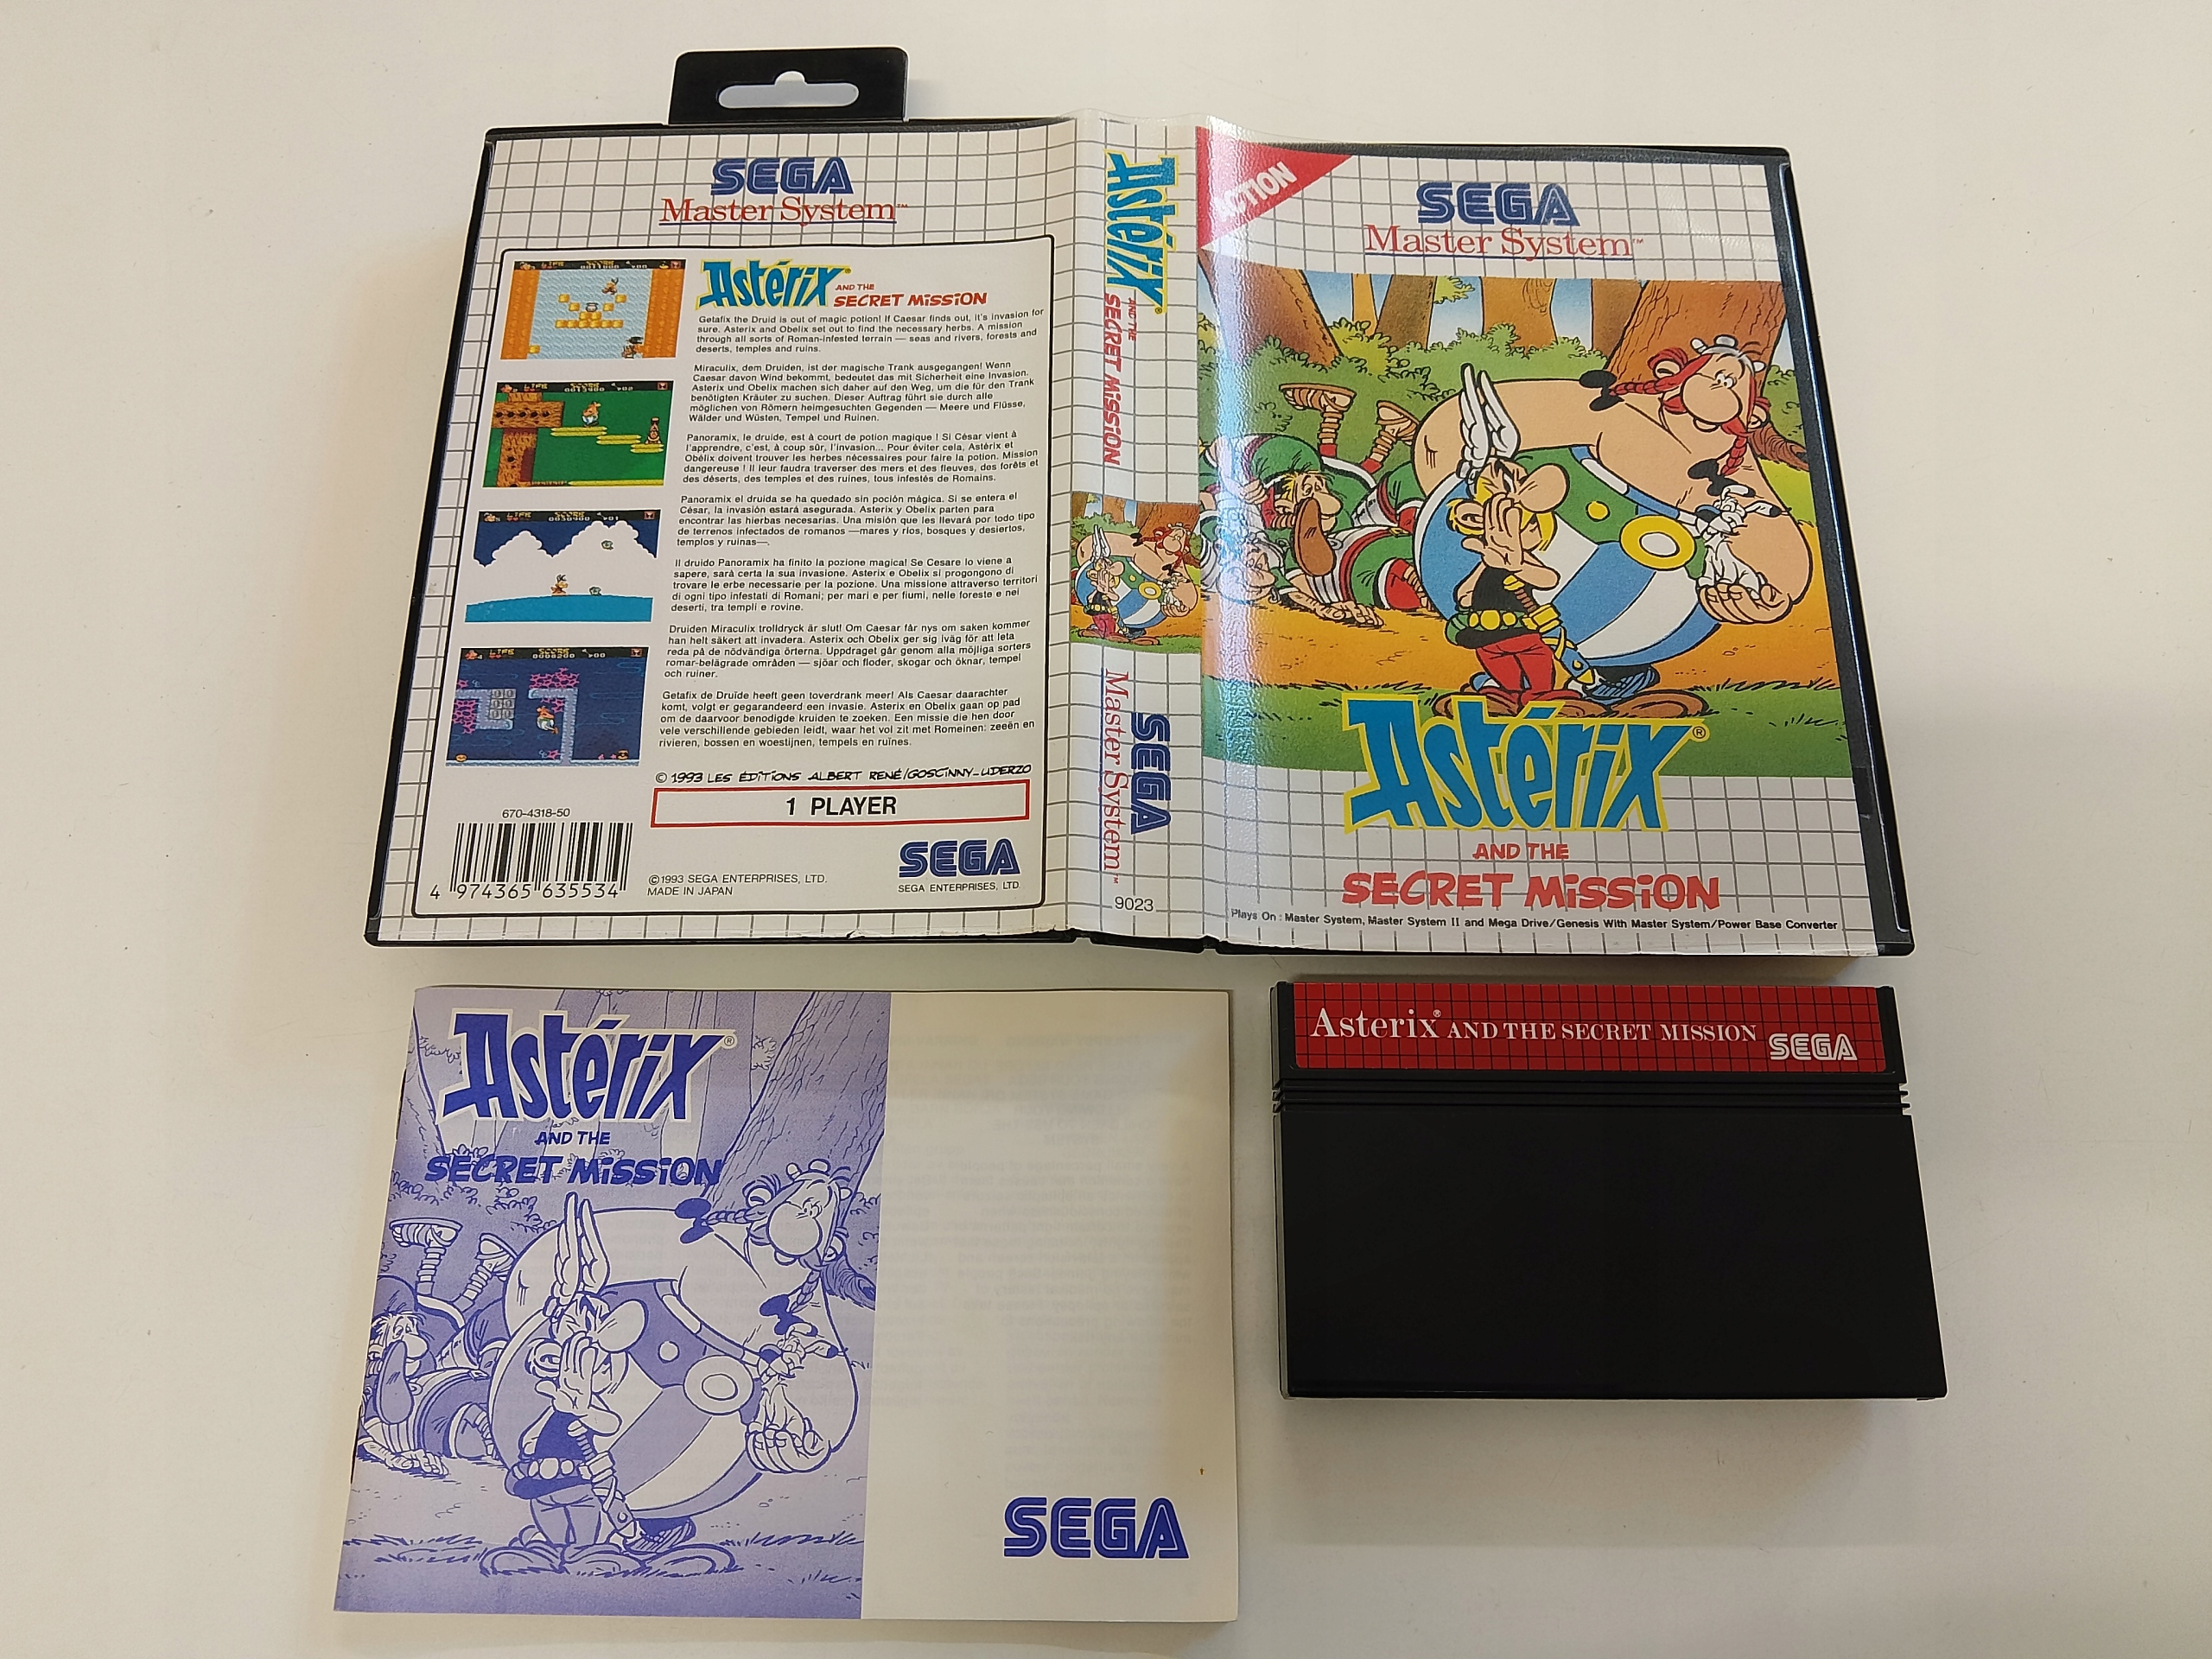 SEGA
Master System™
LIFE SCORE
Astérix®
AND THE
SECRET MISSION
Getafix the Druid is out of magic potion! If Caesar finds out, it's invasion for
sure. Asterix and Obelix set out to find the necessary herbs. A mission
through all sorts of Roman-infested terrain — seas and rivers, forests and
deserts, temples and ruins.
Miraculix, dem Druiden, ist der magische Trank ausgegangen! Wenn
Caesar davon Wind bekommt, bedeutet das mit Sicherheit eine Invasion.
Asterix und Obelix machen sich daher auf den Weg, um die für den Trank
benötigten Kräuter zu suchen. Dieser Auftrag führt sie durch alle
möglichen von Römern heimgesuchten Gegenden — Meere und Flüsse,
Wälder und Wüsten, Tempel und Ruinen.
Panoramix, le druide, est à court de potion magique ! Si César vient à
l'apprendre, c'est, à coup sûr, l'invasion... Pour éviter cela, Astérix et
Obélix doivent trouver les herbes nécessaires pour faire la potion. Mission
dangereuse ! Il leur faudra traverser des mers et des fleuves, des forêts et
des déserts, des temples et des ruines, tous infestés de Romains.
Panoramix el druida se ha quedado sin poción mágica. Si se entera el
César, la invasión estará asegurada. Asterix y Obelix parten para
encontrar las hierbas necesarias. Una misión que les llevará por todo tipo
de terrenos infectados de romanos —mares y ríos, bosques y desiertos,
templos y ruinas—.
Il druido Panoramix ha finito la pozione magica! Se Cesare lo viene a
sapere, sarà certa la sua invasione. Asterix e Obelix si progongono di
trovare le erbe necessarie per la pozione. Una missione attraverso territori
di ogni tipo infestati di Romani; per mari e per fiumi, nelle foreste e nei
deserti, tra templi e rovine.
Druiden Miraculix trolldryck är slut! Om Caesar får nys om saken kommer
han helt säkert att invadera. Asterix och Obelix ger sig iväg för att leta
reda på de nödvändiga örterna. Uppdraget går genom alla möjliga sorters
romar-belägrade områden — sjöar och floder, skogar och öknar, tempel
och ruiner.
Getafix de Druïde heeft geen toverdrank meer! Als Caesar daarachter
komt, volgt er gegarandeerd een invasie. Asterix en Obelix gaan op pad
om de daarvoor benodigde kruiden te zoeken. Een missie die hen door
vele verschillende gebieden leidt, waar het vol zit met Romeinen: zeeën en
rivieren, bossen en woestijnen, tempels en ruïnes.
© 1993 LES ÉDITIONS ALBERT RENÉ/GOSCINNY-UDERZO
1 PLAYER
670-4318-50
4 974365 635534
©1993 SEGA ENTERPRISES, LTD.
MADE IN JAPAN
SEGA
SEGA ENTERPRISES, LTD.
Astérix®
AND THE
SECRET MISSION
SEGA
Master System™
9023
ACTION
SEGA
Master System™
Astérix®
AND THE
SECRET MISSION
Plays On : Master System, Master System II and Mega Drive/Genesis With Master System/Power Base Converter
Astérix®
AND THE
SECRET MISSION
SEGA
Asterix® AND THE SECRET MISSION SEGA